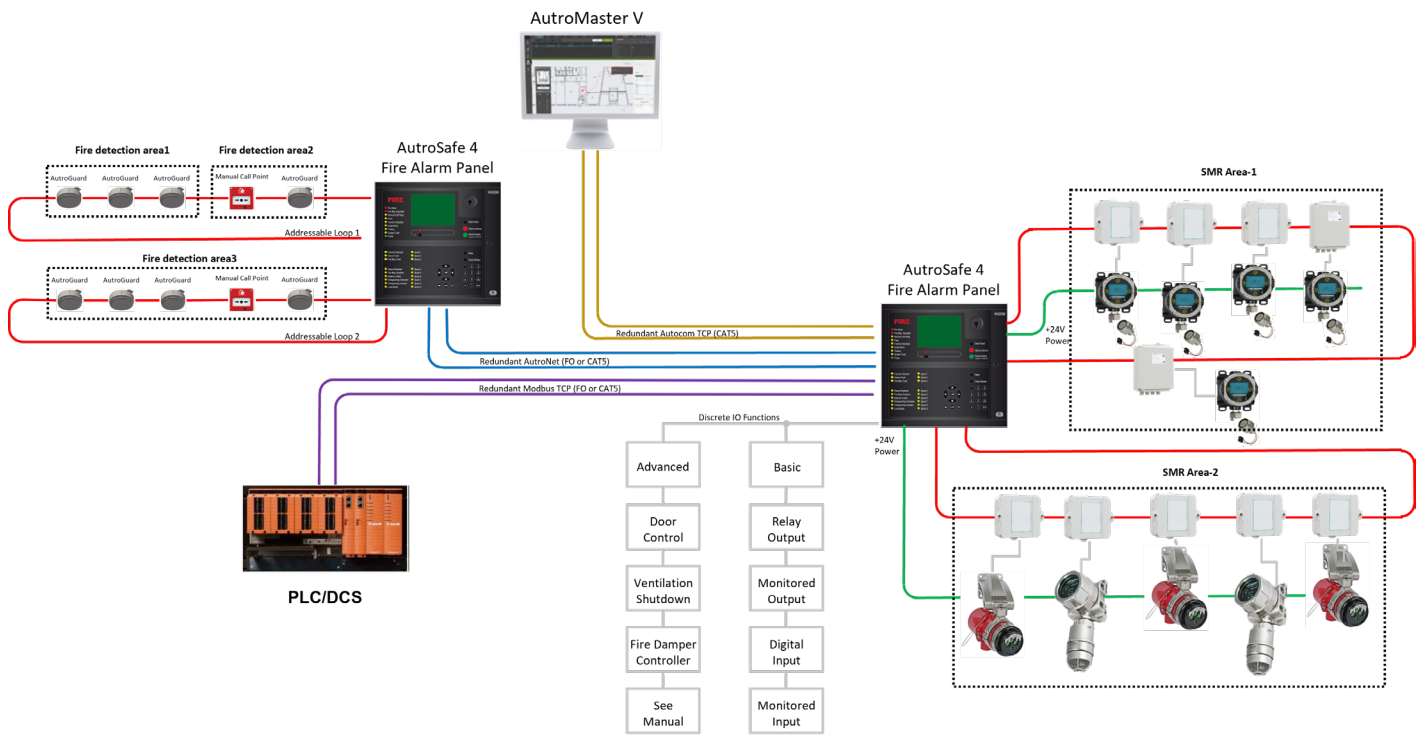 AutroMaster V
Fire detection area1
Fire detection area2
AutroGuard
AutroGuard
AutroGuard
Manual Call Point
AutroGuard
Addressable Loop 1
Fire detection area3
AutroGuard
AutroGuard
AutroGuard
Manual Call Point
AutroGuard
Addressable Loop 2
AutroSafe 4
Fire Alarm Panel
FIRE
Redundant Autocom TCP (CAT5)
Redundant AutroNet (FO or CAT5)
Redundant Modbus TCP (FO or CAT5)
PLC/DCS
AutroSafe 4
Fire Alarm Panel
FIRE
SMR Area-1
+24V
Power
+24V
Power
SMR Area-2
Discrete IO Functions
Advanced
Door
Control
Ventilation
Shutdown
Fire Damper
Controller
See
Manual
Basic
Relay
Output
Monitored
Output
Digital
Input
Monitored
Input